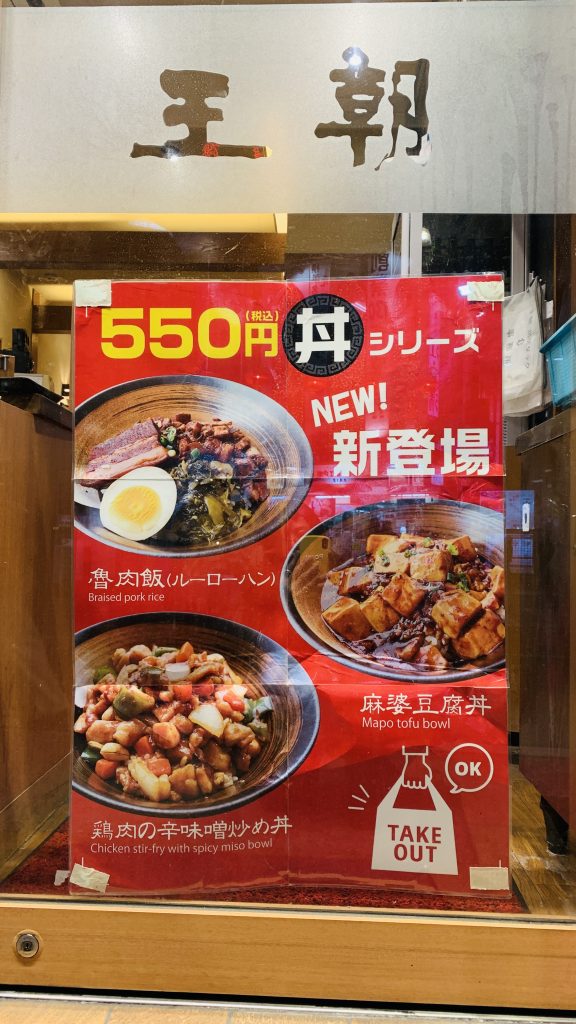 王朝
550円(税込)丼シリーズ
NEW!
新登場
魯肉飯(ルーローハン)
Braised pork rice
麻婆豆腐丼
Mapo tofu bowl
鶏肉の辛味噌炒め丼
Chicken stir-fry with spicy miso bowl
OK
TAKE
OUT